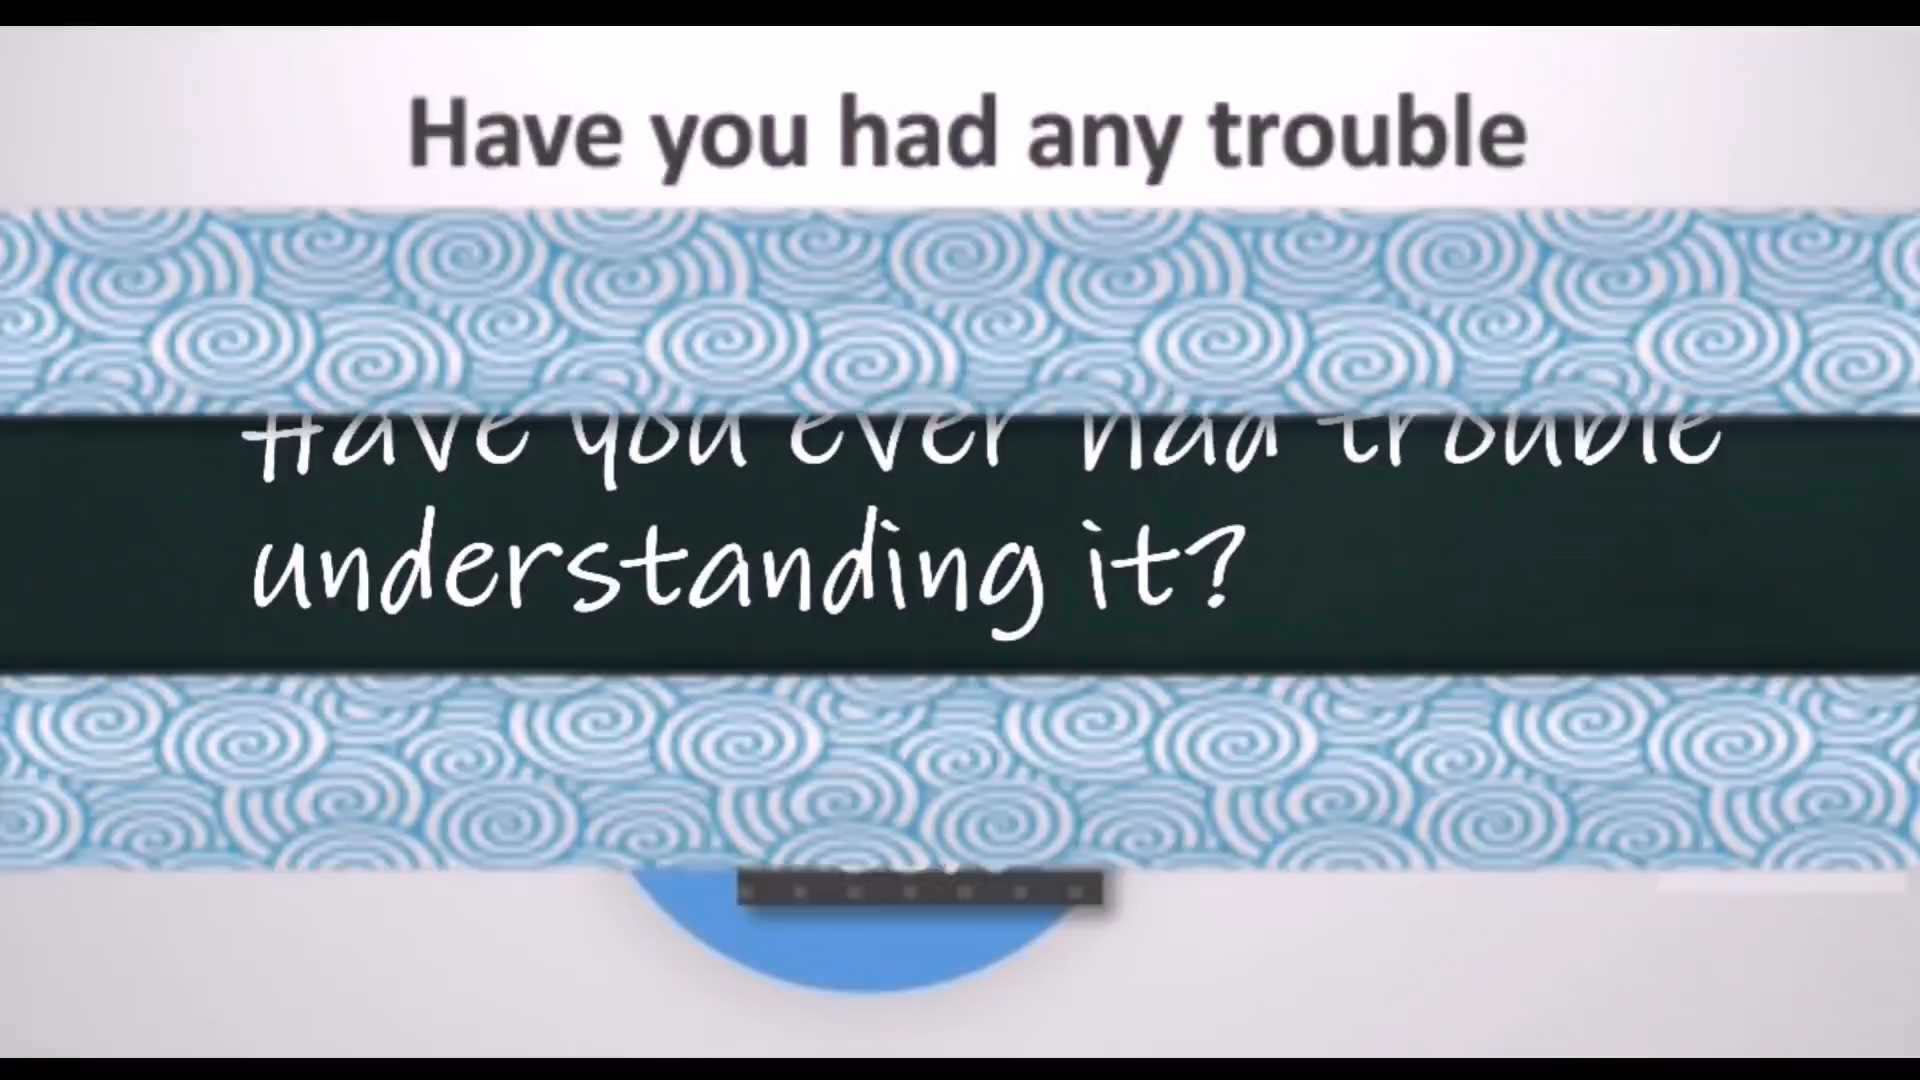 Have you had any trouble
Have you ever had trouble
understanding it?